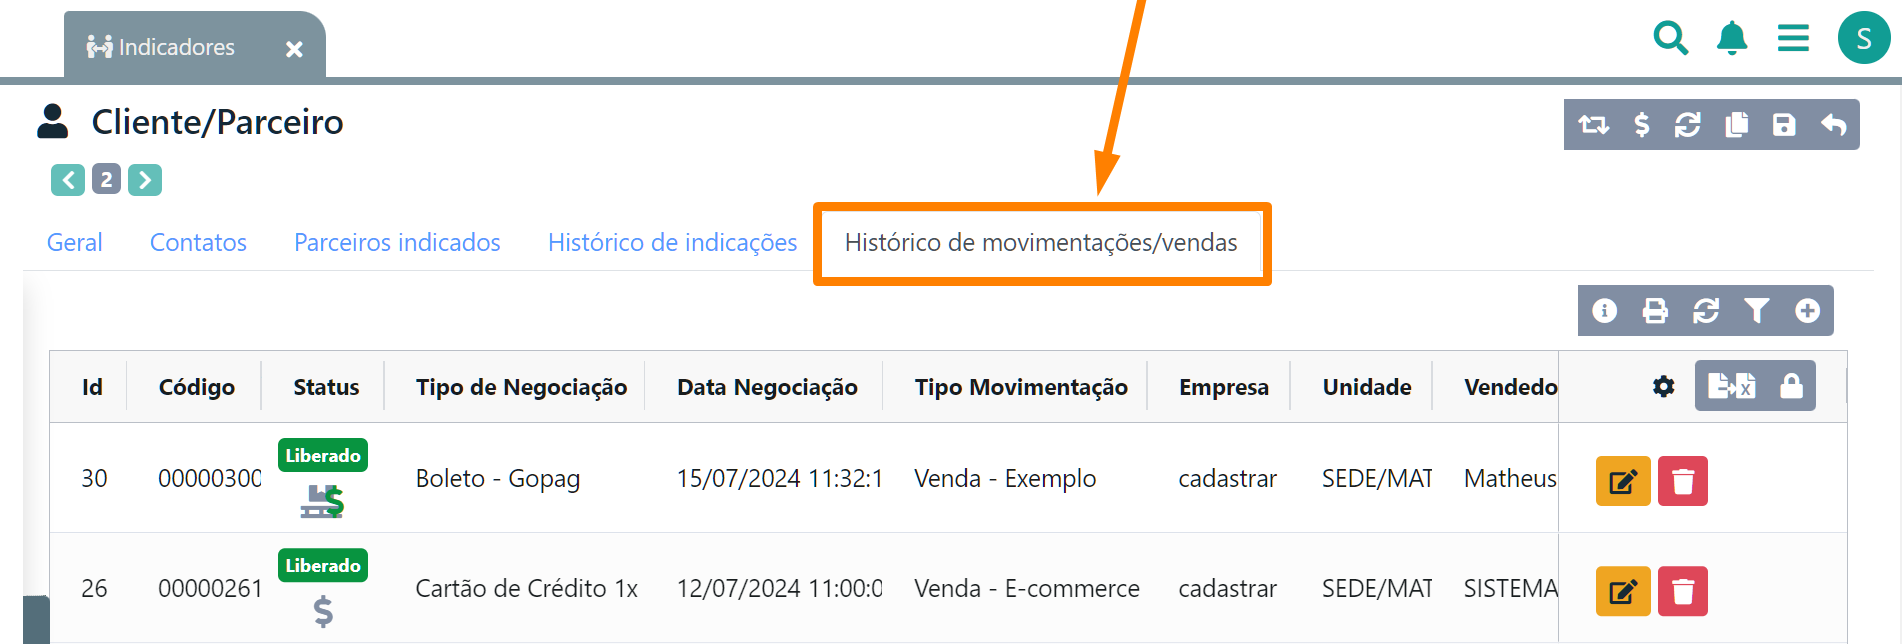 Indicadores
S
Cliente/Parceiro
2
Geral Contatos Parceiros indicados Histórico de indicações Histórico de movimentações/vendas
Id Código Status Tipo de Negociação Data Negociação Tipo Movimentação Empresa Unidade Vendedo
30 00000300 Liberado Boleto - Gopag 15/07/2024 11:32:1 Venda - Exemplo cadastrar SEDE/MAT Matheus
26 00000261 Liberado Cartão de Crédito 1x 12/07/2024 11:00:0 Venda - E-commerce cadastrar SEDE/MAT SISTEMA